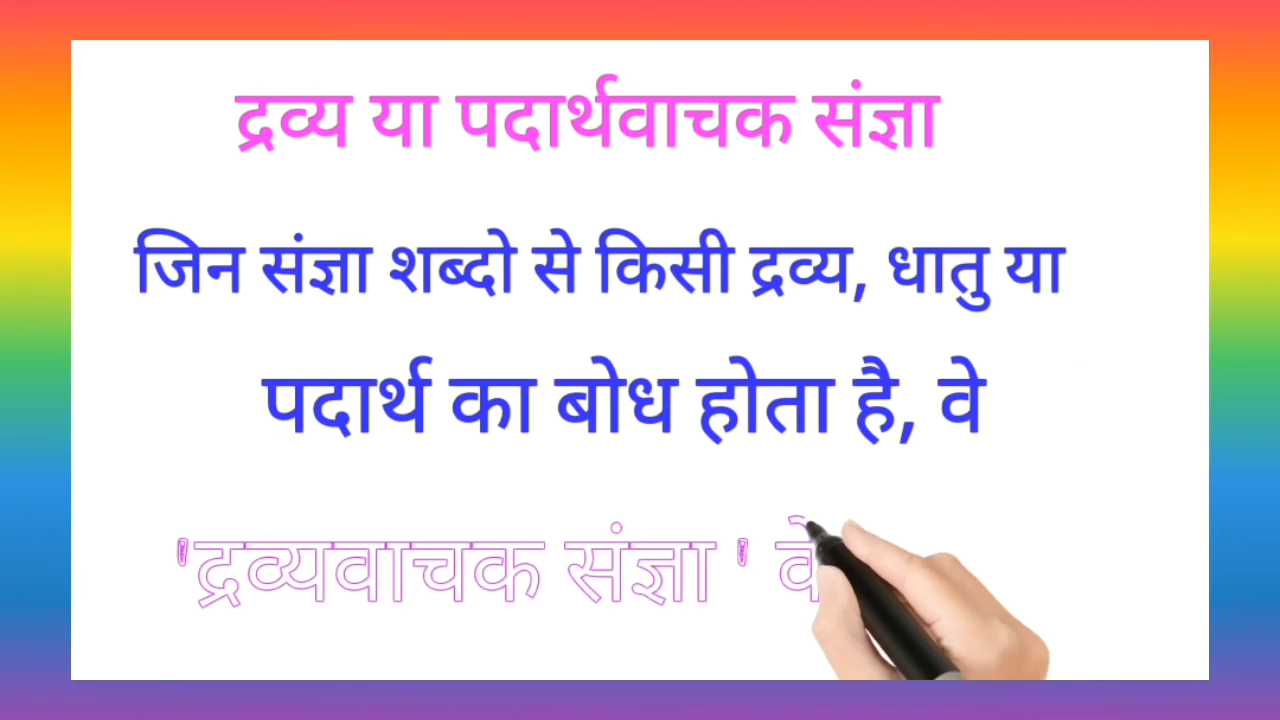 द्रव्य या पदार्थवाचक संज्ञा
जिन संज्ञा शब्दो से किसी द्रव्य, धातु या
पदार्थ का बोध होता है, वे
'द्रव्यवाचक संज्ञा '